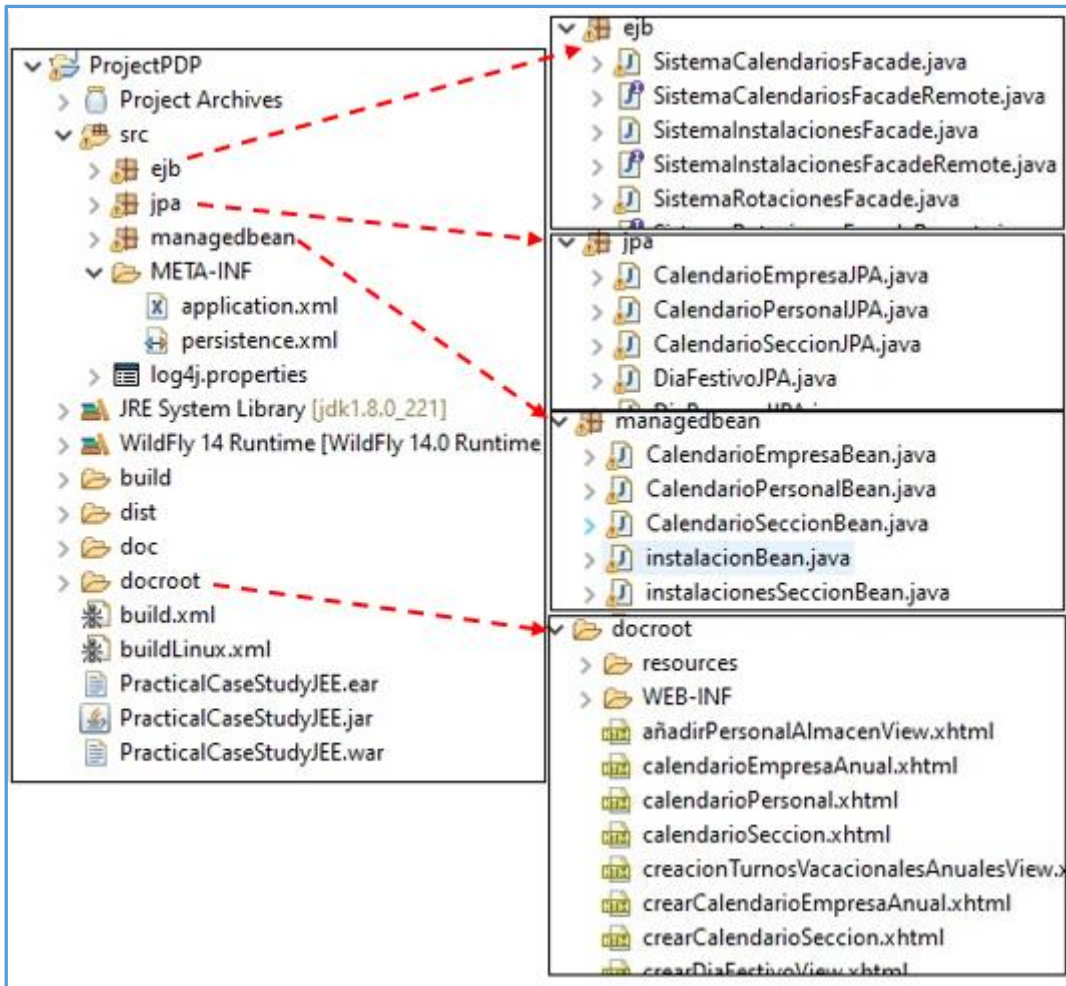 ProjectPDP
Project Archives
src
ejb
jpa
managedbean
META-INF
application.xml
persistence.xml
log4j.properties
JRE System Library [jdk1.8.0_221]
WildFly 14 Runtime [WildFly 14.0 Runtime
build
dist
doc
docroot
build.xml
buildLinux.xml
PracticalCaseStudyJEE.ear
PracticalCaseStudyJEE.jar
PracticalCaseStudyJEE.war
ejb
SistemaCalendariosFacade.java
SistemaCalendariosFacadeRemote.java
SistemaInstalacionesFacade.java
SistemaInstalacionesFacadeRemote.java
SistemaRotacionesFacade.java
jpa
CalendarioEmpresaJPA.java
CalendarioPersonalJPA.java
CalendarioSeccionJPA.java
DiaFestivoJPA.java
managedbean
CalendarioEmpresaBean.java
CalendarioPersonalBean.java
CalendarioSeccionBean.java
instalacionBean.java
instalacionesSeccionBean.java
docroot
resources
WEB-INF
añadirPersonalAlmacenView.xhtml
calendarioEmpresaAnual.xhtml
calendarioPersonal.xhtml
calendarioSeccion.xhtml
creacionTurnosVacacionalesAnualesView.x
crearCalendarioEmpresaAnual.xhtml
crearCalendarioSeccion.xhtml
crearDiaFestivoView.xhtml